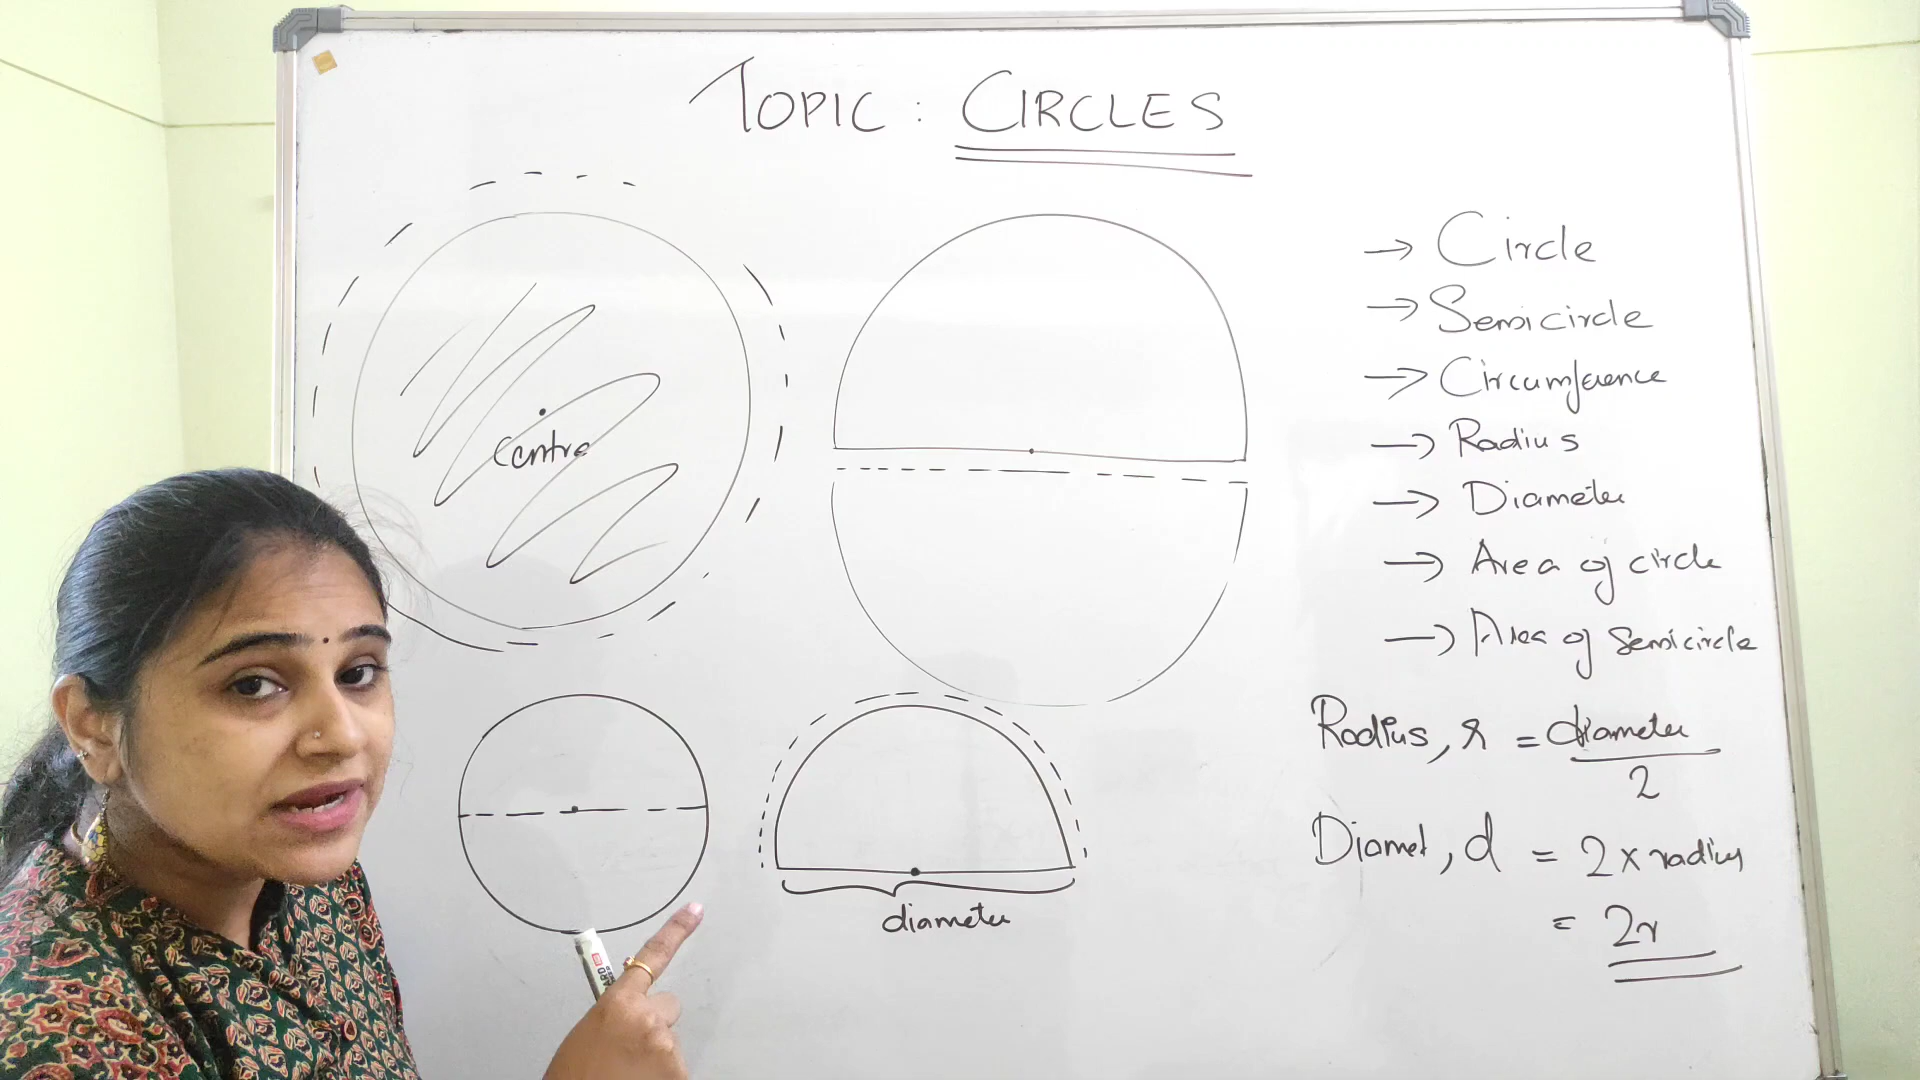 TOPIC : CIRCLES
Centre
→ Circle
→ Semicircle
→ Circumference
→ Radius
→ Diameter
→ Area of circle
→ Area of Semicircle
Radius, r = diameter
2
Diamet, d = 2 x radius
= 2r
diameter